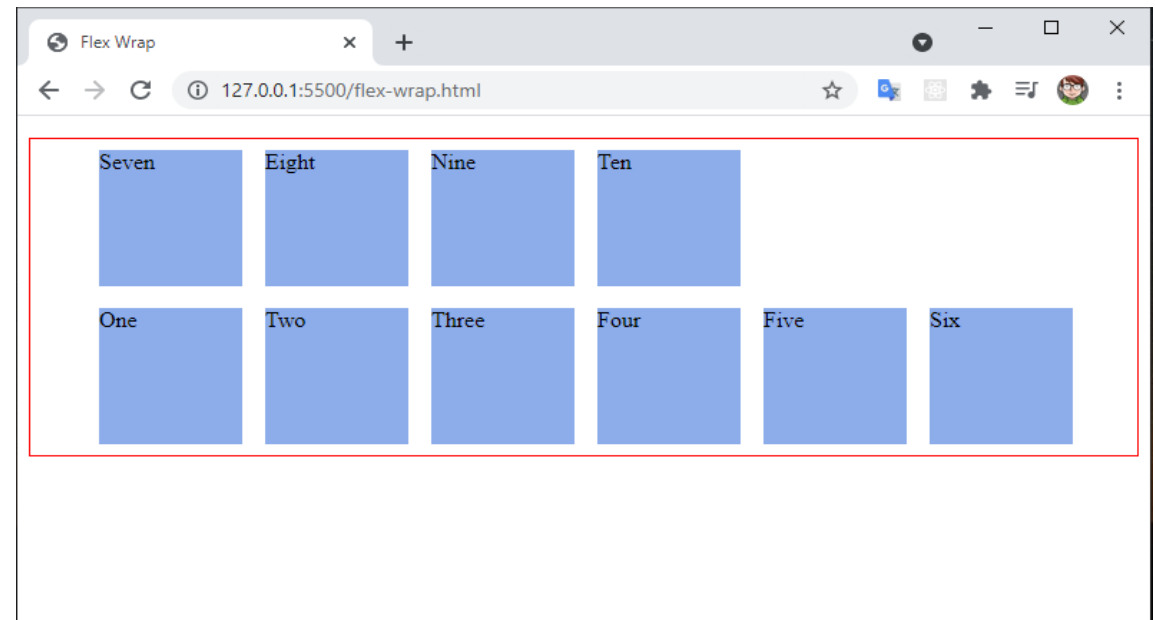 Flex Wrap
127.0.0.1:5500/flex-wrap.html
Seven Eight Nine Ten
One Two Three Four Five Six